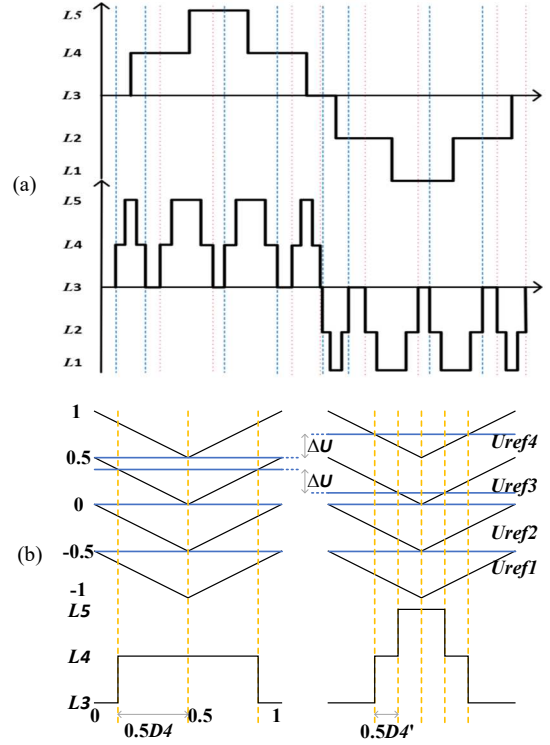 L5
L4
L3
L2
L1
(a)
L5
L4
L3
L2
L1
1
0.5
0
-0.5
-1
ΔU
ΔU
Uref4
Uref3
Uref2
Uref1
(b)
L5
L4
L3
0 0.5 1
0.5D4
0.5D4'